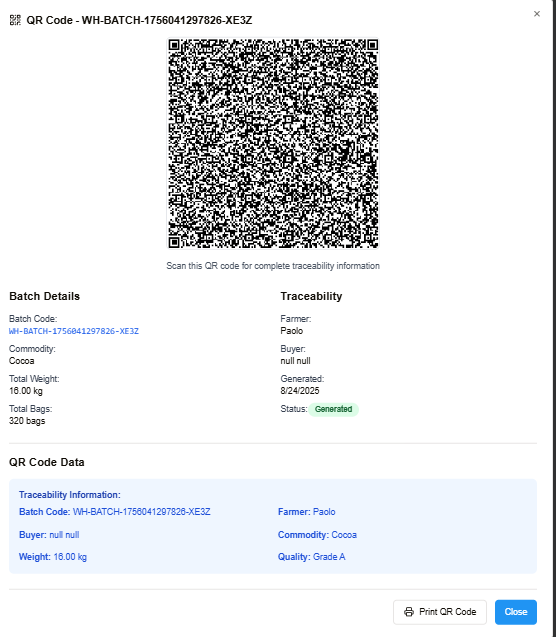 QR Code - WH-BATCH-1756041297826-XE3Z
×
Scan this QR code for complete traceability information
Batch Details
Batch Code:
WH-BATCH-1756041297826-XE3Z
Commodity:
Cocoa
Total Weight:
16.00 kg
Total Bags:
320 bags
Traceability
Farmer:
Paolo
Buyer:
null null
Generated:
8/24/2025
Status: Generated
QR Code Data
Traceability Information:
Batch Code: WH-BATCH-1756041297826-XE3Z
Farmer: Paolo
Buyer: null null
Commodity: Cocoa
Weight: 16.00 kg
Quality: Grade A
Print QR Code
Close